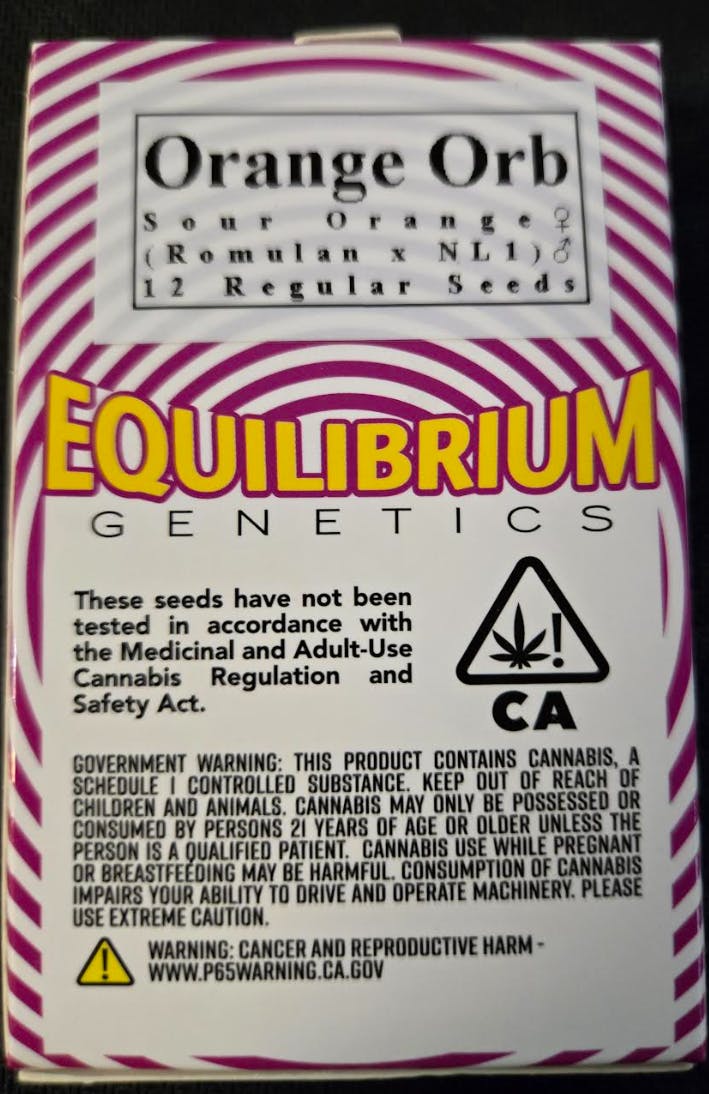 Orange Orb
Sour Orange♀
(Romulan x NL1)♂
12 Regular Seeds
EQUILIBRIUM
GENETICS
These seeds have not been
tested in accordance with
the Medicinal and Adult-Use
Cannabis Regulation and
Safety Act.
!
CA
GOVERNMENT WARNING: THIS PRODUCT CONTAINS CANNABIS, A
SCHEDULE I CONTROLLED SUBSTANCE. KEEP OUT OF REACH OF
CHILDREN AND ANIMALS. CANNABIS MAY ONLY BE POSSESSED OR
CONSUMED BY PERSONS 21 YEARS OF AGE OR OLDER UNLESS THE
PERSON IS A QUALIFIED PATIENT. CANNABIS USE WHILE PREGNANT
OR BREASTFEEDING MAY BE HARMFUL. CONSUMPTION OF CANNABIS
IMPAIRS YOUR ABILITY TO DRIVE AND OPERATE MACHINERY. PLEASE
USE EXTREME CAUTION.
! WARNING: CANCER AND REPRODUCTIVE HARM -
WWW.P65WARNING.CA.GOV